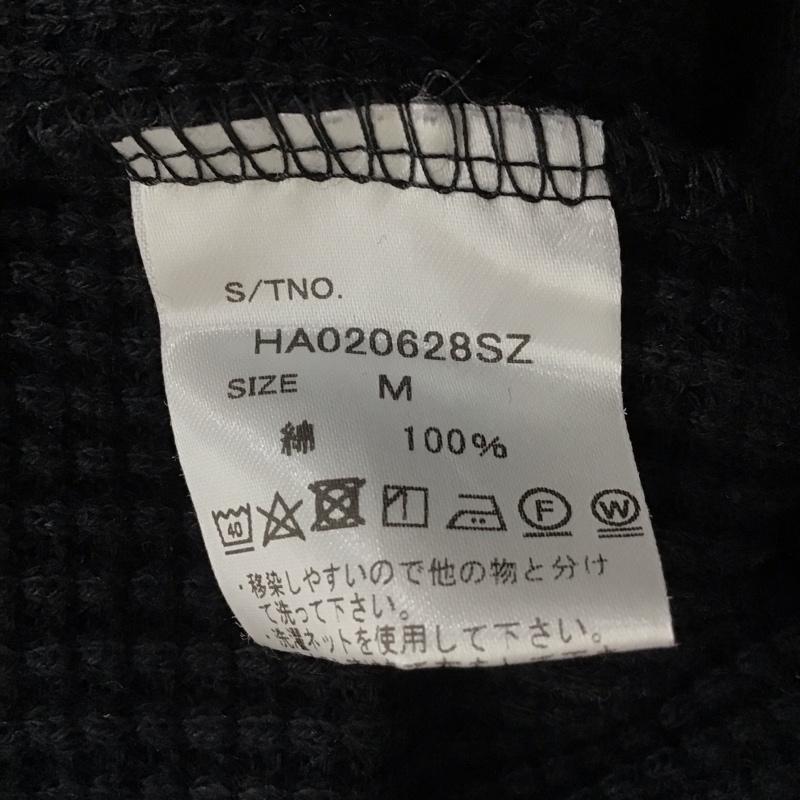 S/TNO.
HA020628SZ
SIZE M
綿 100%
40
F W
・移染しやすいので他の物と分け
て洗って下さい。
・洗濯ネットを使用して下さい。